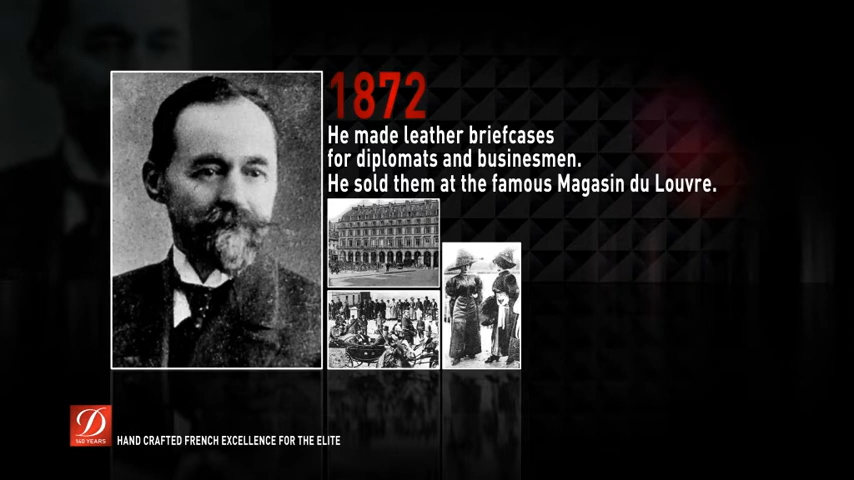 1872
He made leather briefcases
for diplomats and businesmen.
He sold them at the famous Magasin du Louvre.
D
140 YEARS
HAND CRAFTED FRENCH EXCELLENCE FOR THE ELITE